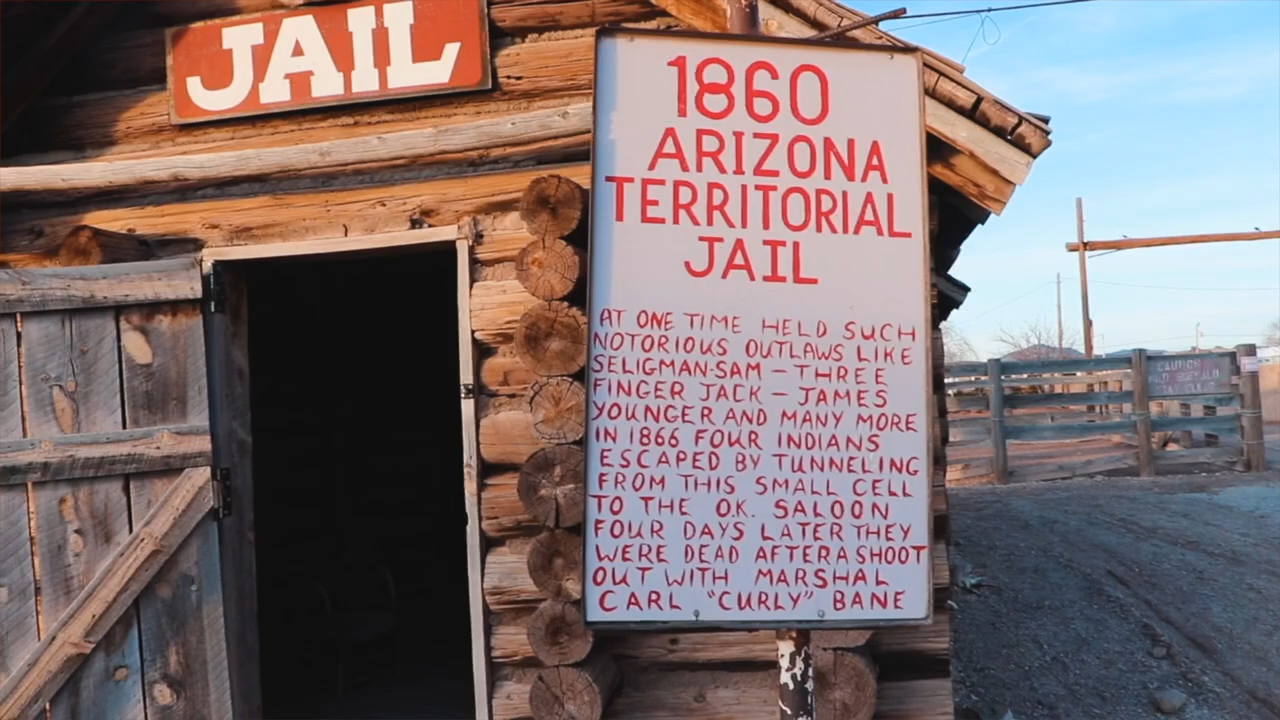 JAIL
1860
ARIZONA
TERRITORIAL
JAIL
AT ONE TIME HELD SUCH
NOTORIOUS OUTLAWS LIKE
SELIGMAN-SAM - THREE
FINGER JACK - JAMES
YOUNGER AND MANY MORE
IN 1866 FOUR INDIANS
ESCAPED BY TUNNELING
FROM THIS SMALL CELL
TO THE O.K. SALOON
FOUR DAYS LATER THEY
WERE DEAD AFTER A SHOOT
OUT WITH MARSHAL
CARL "CURLY" BANE
CAUTION